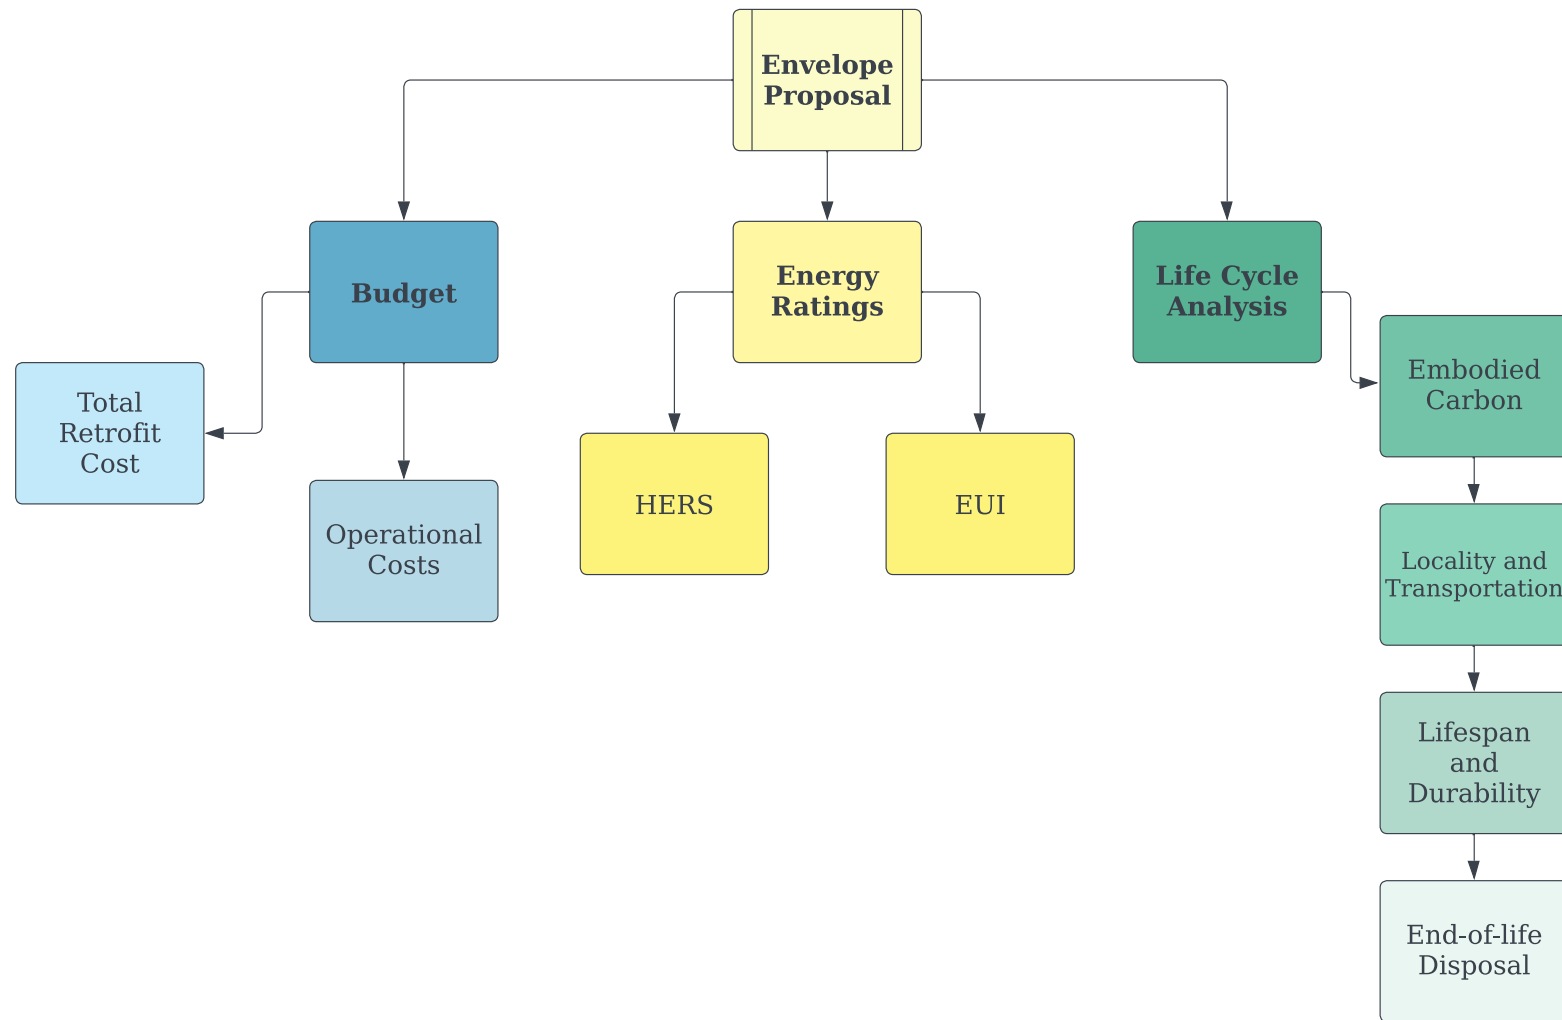 Envelope
Proposal
Budget
Energy
Ratings
Life Cycle
Analysis
Total
Retrofit
Cost
Operational
Costs
HERS
EUI
Embodied
Carbon
Locality and
Transportation
Lifespan
and
Durability
End-of-life
Disposal